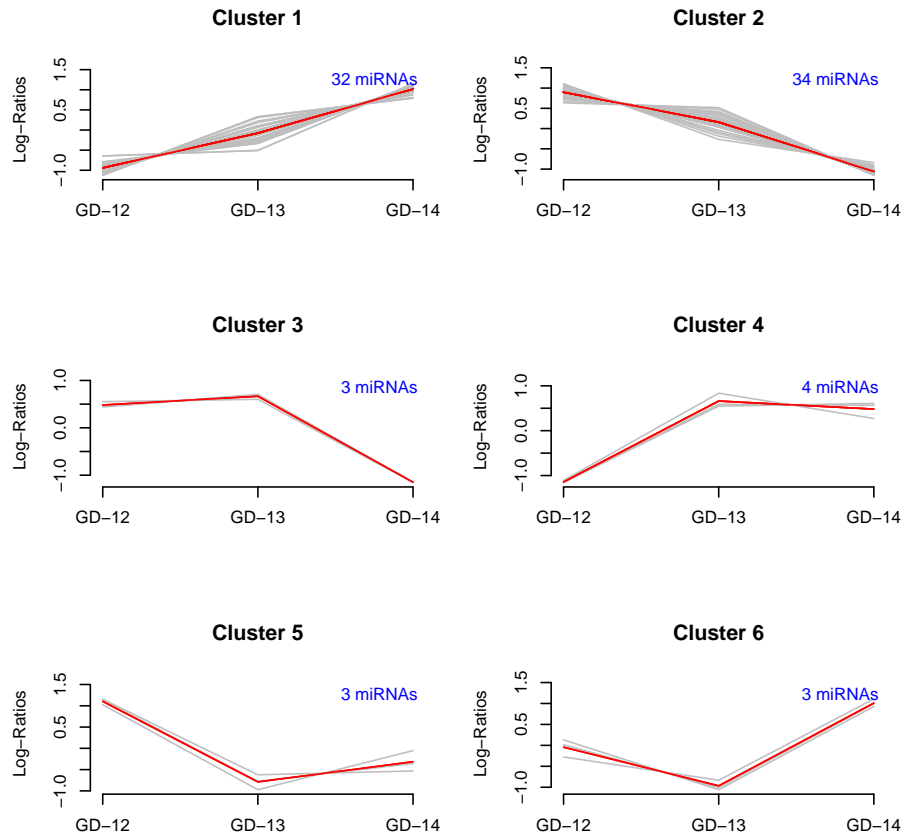 Cluster 1
Log−Ratios
1.5
0.5
−1.0
32 miRNAs
GD−12 GD−13 GD−14
Cluster 2
Log−Ratios
1.5
0.5
−1.0
34 miRNAs
GD−12 GD−13 GD−14
Cluster 3
Log−Ratios
1.0
0.0
−1.0
3 miRNAs
GD−12 GD−13 GD−14
Cluster 4
Log−Ratios
1.0
0.0
−1.0
4 miRNAs
GD−12 GD−13 GD−14
Cluster 5
Log−Ratios
1.5
0.5
−1.0
3 miRNAs
GD−12 GD−13 GD−14
Cluster 6
Log−Ratios
1.5
0.5
−1.0
3 miRNAs
GD−12 GD−13 GD−14